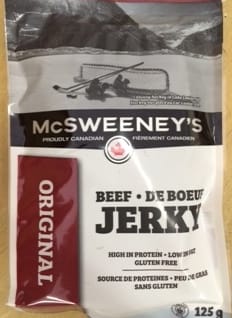 McSWEENEY'S
PROUDLY CANADIAN FIÈREMENT CANADIEN
ORIGINAL
BEEF • DE BOEUF
JERKY
HIGH IN PROTEIN • LOW IN FAT
GLUTEN FREE
SOURCE DE PROTEINES • PEU DE GRAS
SANS GLUTEN
125 g